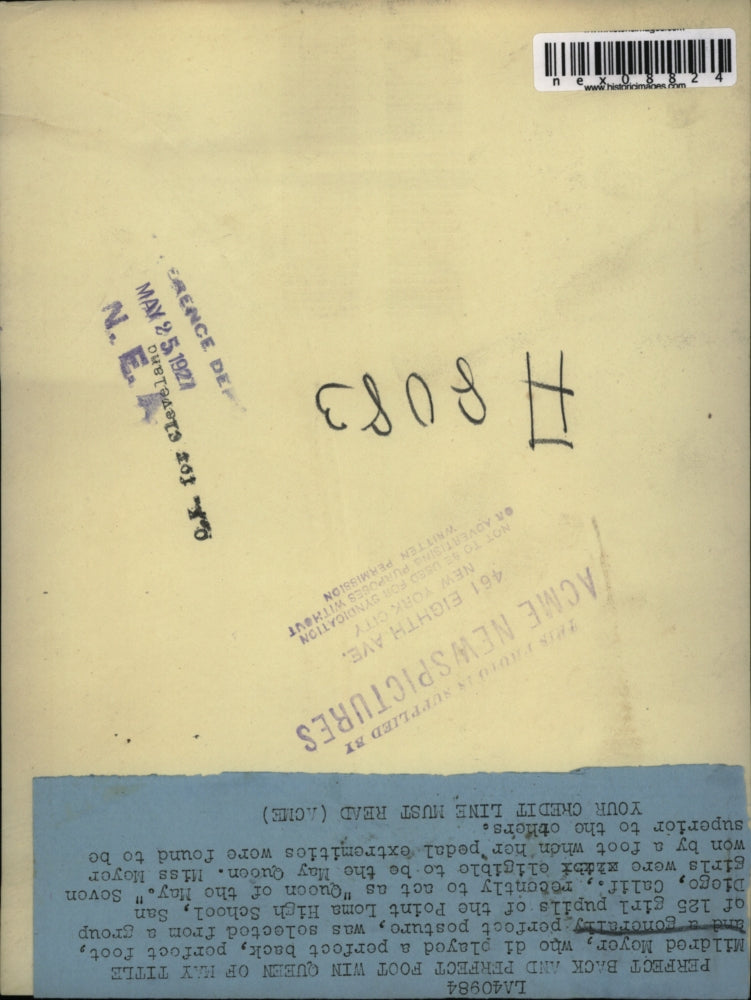 nex08824
www.historicimages.com
MAY 25 1927
N. E. A
O.K. for Cleveland
H 8083
THIS PHOTO IS SUPPLIED BY
ACME NEWSPICTURES
461 EIGHTH AVE.
NEW YORK CITY
NOT TO BE USED FOR SYNDICATION
OR ADVERTISING PURPOSES WITHOUT
WRITTEN PERMISSION
LA40984
PERFECT BACK AND PERFECT FOOT WIN QUEEN OF MAY TITLE
Mildred Meyer, who di played a perfect back, perfect foot,
and a generally perfect posture, was selected from a group
of 125 girl pupils of the Point Loma High School, San
Diego, Calif., recently to act as "Queen of the May." Seven
girls were eligible to be the May Queen. Miss Meyer
won by a foot when her pedal extremities were found to be
superior to the others.
YOUR CREDIT LINE MUST READ (ACME)